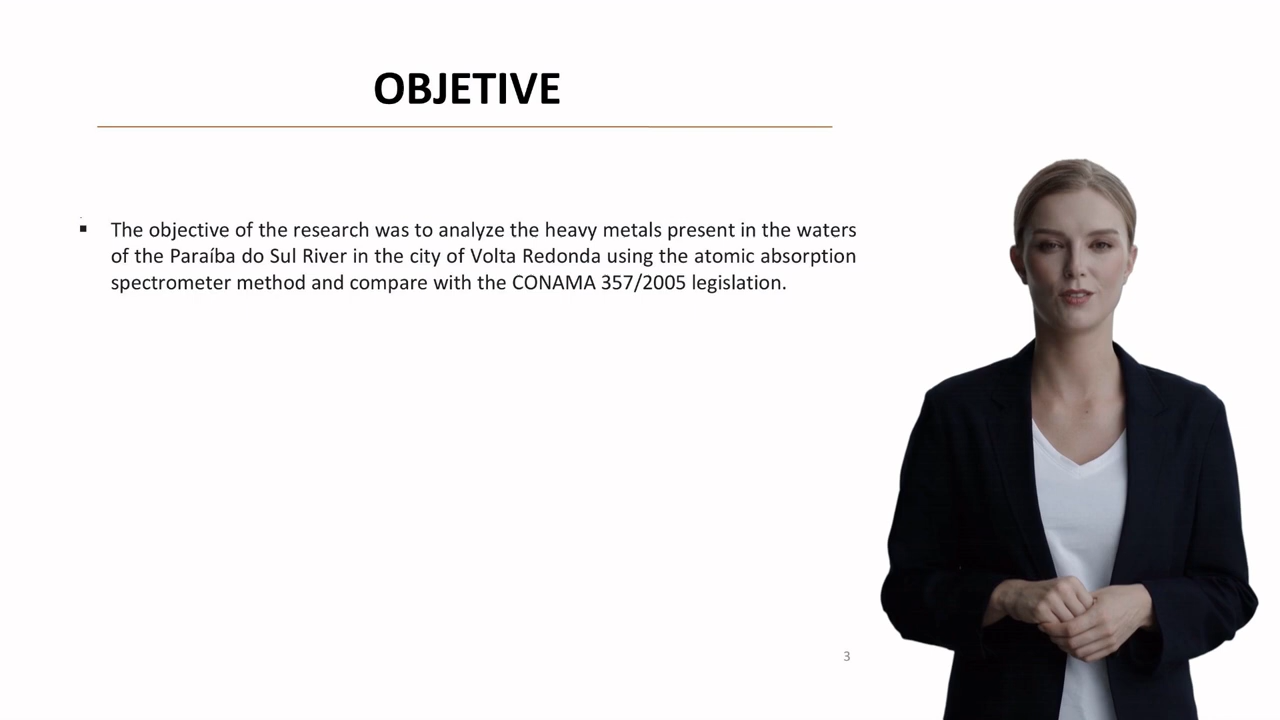 OBJETIVE
▪ The objective of the research was to analyze the heavy metals present in the waters
of the Paraíba do Sul River in the city of Volta Redonda using the atomic absorption
spectrometer method and compare with the CONAMA 357/2005 legislation.
3